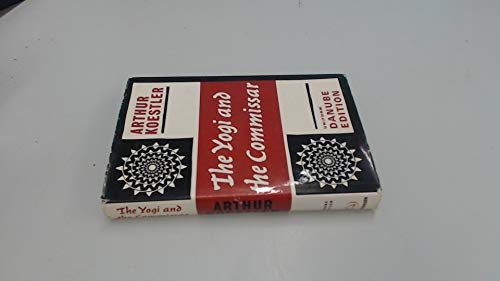 ARTHUR
KOESTLER
The Yogi and
the Commissar
DANUBE
EDITION
The Yogi and
the Commissar
ARTHUR